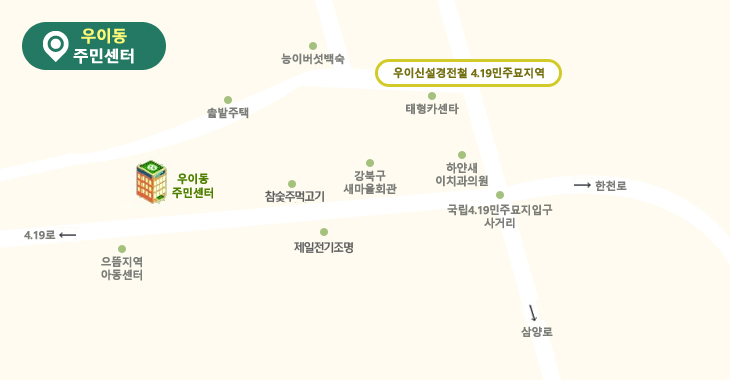 우이동
주민센터
능이버섯백숙
우이신설경전철 4.19민주묘지역
솔밭주택
태형카센타
우이동
주민센터
참숯주먹고기
강북구
새마을회관
하얀새
이치과의원
한천로
국립4.19민주묘지입구
사거리
4.19로
제일전기조명
으뜸지역
아동센터
삼양로